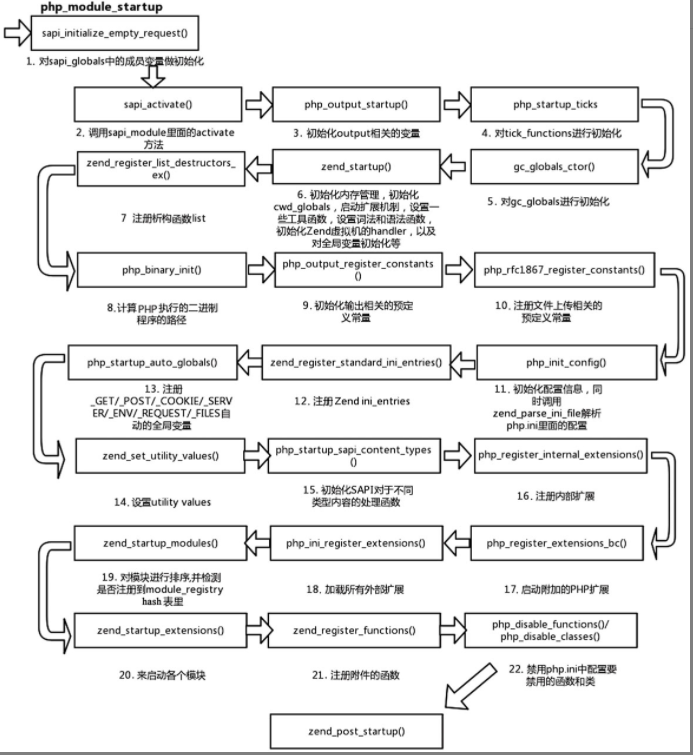 php_module_startup
sapi_initialize_empty_request()
1. 对sapi_globals中的成员变量做初始化
sapi_activate()
php_output_startup()
php_startup_ticks
2. 调用sapi_module里面的activate
方法
3. 初始化output相关的变量
4. 对tick_functions进行初始化
zend_register_list_destructors_
ex()
zend_startup()
gc_globals_ctor()
7 注册析构函数list
6. 初始化内存管理，初始化
cwd_globals，启动扩展机制，设置一
些工具函数，设置词法和语法函数，
初始化Zend虚拟机的handler，以及
对全局变量初始化等
5. 对gc_globals进行初始化
php_binary_init()
php_output_register_constants
()
php_rfc1867_register_constants()
8.计算PHP执行的二进制
程序的路径
9. 初始化输出相关的预定
义常量
10. 注册文件上传相关的
预定义常量
php_startup_auto_globals()
zend_register_standard_ini_entries()
php_init_config()
13. 注册
_GET/_POST/_COOKIE/_SERV
ER/_ENV/_REQUEST/_FILES自
动的全局变量
12. 注册 Zend ini_entries
11. 初始化配置信息，同
时调用
zend_parse_ini_file解析
php.ini里面的配置
zend_set_utility_values()
php_startup_sapi_content_types
()
php_register_internal_extensions()
14. 设置utility values
15. 初始化SAPI对于不同
类型内容的处理函数
16. 注册内部扩展
zend_startup_modules()
php_ini_register_extensions()
php_register_extensions_bc()
19. 对模块进行排序,并检测
是否注册到module_registry
hash 表里
18. 加载所有外部扩展
17. 启动附加的PHP扩展
zend_startup_extensions()
zend_register_functions()
php_disable_functions()/
php_disable_classes()
20. 来启动各个模块
21. 注册附件的函数
22. 禁用php.ini中配置要
禁用的函数和类
zend_post_startup()